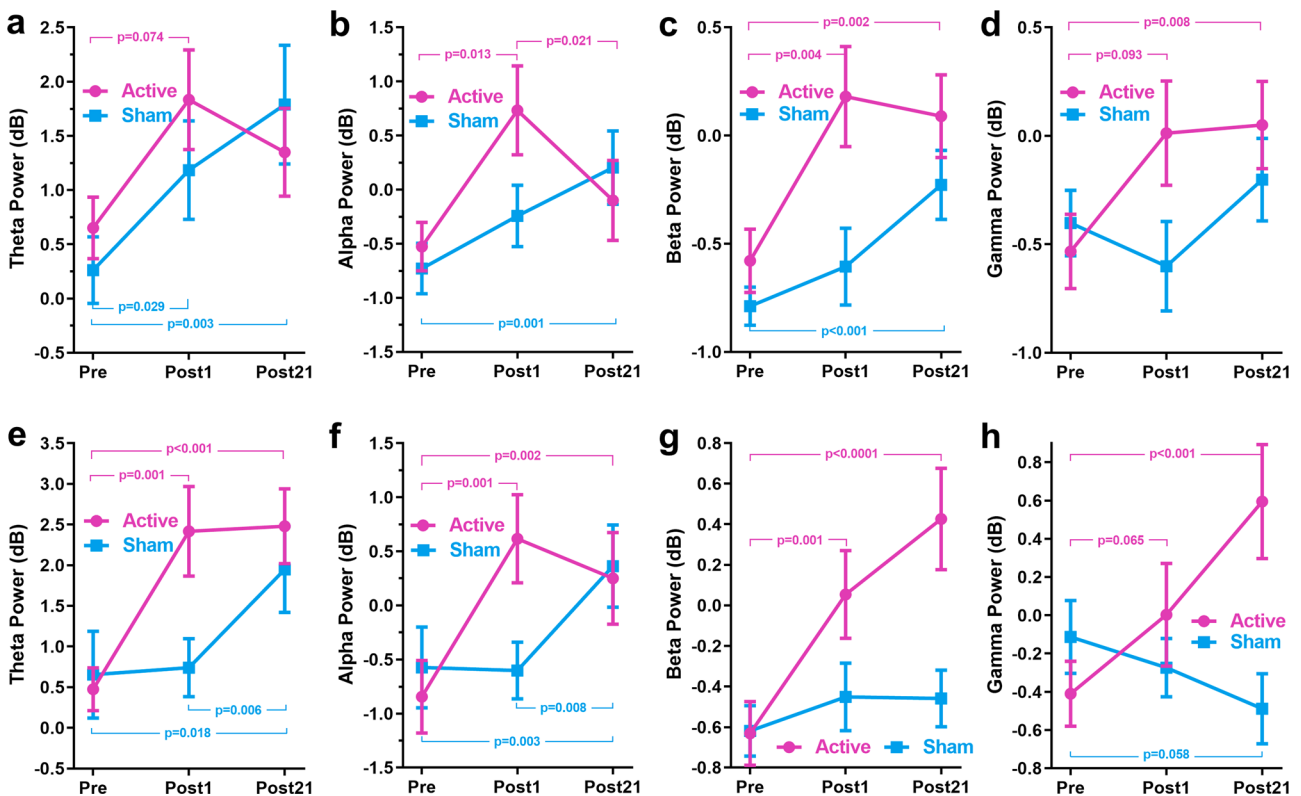 a
Theta Power (dB)
2.5
2.0
1.5
1.0
0.5
0.0
-0.5
p=0.074
Active
Sham
p=0.029
p=0.003
Pre
Post1
Post21
b
Alpha Power (dB)
1.5
1.0
0.5
0.0
-0.5
-1.0
-1.5
p=0.013
p=0.021
Active
Sham
p=0.001
Pre
Post1
Post21
c
Beta Power (dB)
0.5
0.0
-0.5
-1.0
p=0.002
p=0.004
Active
Sham
p<0.001
Pre
Post1
Post21
d
Gamma Power (dB)
0.5
0.0
-0.5
-1.0
p=0.008
p=0.093
Active
Sham
Pre
Post1
Post21
e
Theta Power (dB)
3.5
3.0
2.5
2.0
1.5
1.0
0.5
0.0
-0.5
p<0.001
p=0.001
Active
Sham
p=0.006
p=0.018
Pre
Post1
Post21
f
Alpha Power (dB)
1.5
1.0
0.5
0.0
-0.5
-1.0
-1.5
p=0.002
p=0.001
Active
Sham
p=0.008
p=0.003
Pre
Post1
Post21
g
Beta Power (dB)
0.8
0.6
0.4
0.2
0.0
-0.2
-0.4
-0.6
-0.8
p<0.0001
p=0.001
Active
Sham
Pre
Post1
Post21
h
Gamma Power (dB)
0.8
0.6
0.4
0.2
0.0
-0.2
-0.4
-0.6
-0.8
p<0.001
p=0.065
Active
Sham
p=0.058
Pre
Post1
Post21